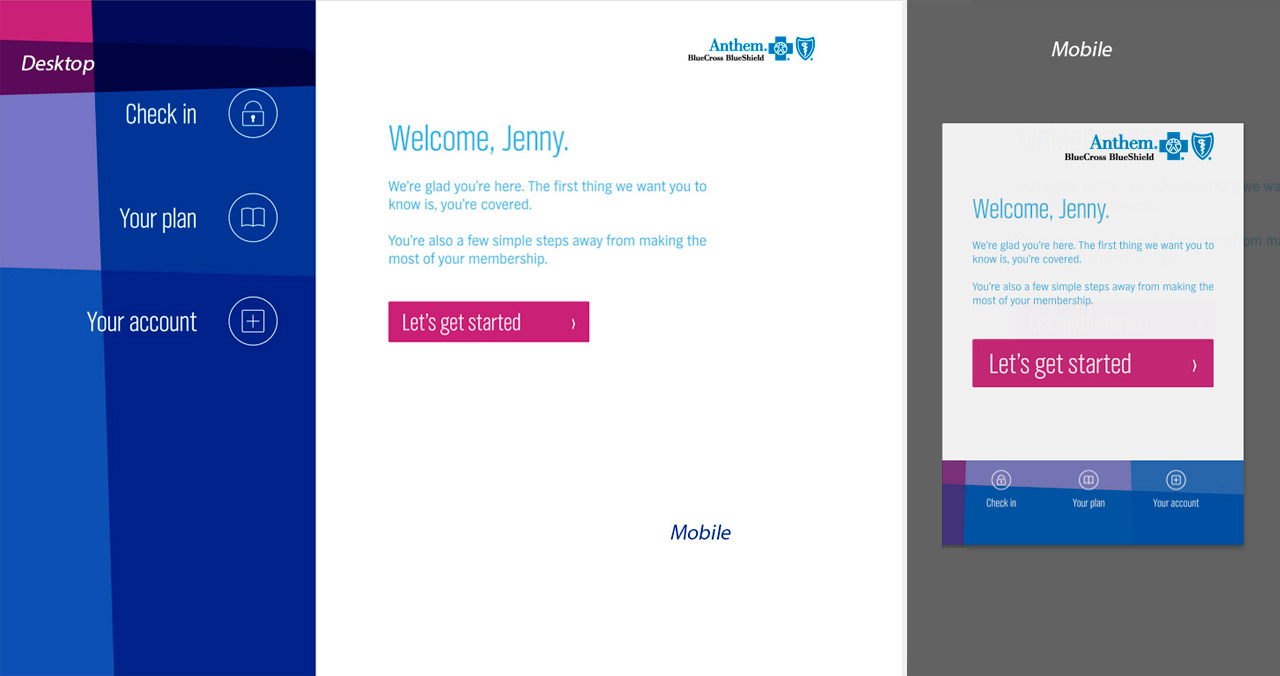 Desktop
Check in
Your plan
Your account
Anthem.
BlueCross BlueShield
Welcome, Jenny.
We're glad you're here. The first thing we want you to
know is, you're covered.
You're also a few simple steps away from making the
most of your membership.
Let's get started
Mobile
Mobile
Anthem.
BlueCross BlueShield
Welcome, Jenny.
We're glad you're here. The first thing we want you to
know is, you're covered.
You're also a few simple steps away from making the
most of your membership.
Let's get started
Let's get started
Check in
Your plan
Your account